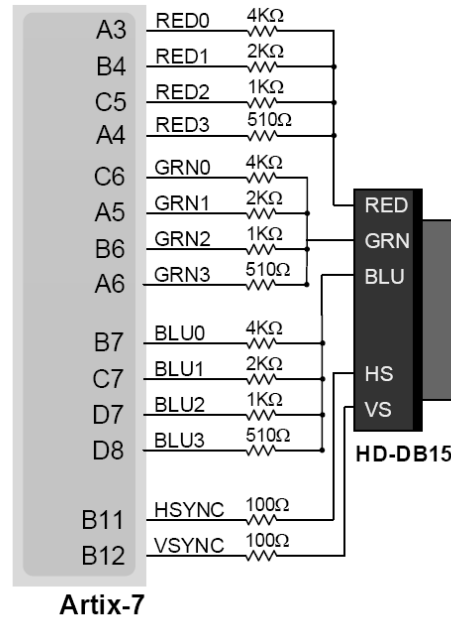 A3 RED0 4KΩ
B4 RED1 2KΩ
C5 RED2 1KΩ
A4 RED3 510Ω
C6 GRN0 4KΩ
A5 GRN1 2KΩ
B6 GRN2 1KΩ
A6 GRN3 510Ω
B7 BLU0 4KΩ
C7 BLU1 2KΩ
D7 BLU2 1KΩ
D8 BLU3 510Ω
B11 HSYNC 100Ω
B12 VSYNC 100Ω
Artix-7
RED
GRN
BLU
HS
VS
HD-DB15